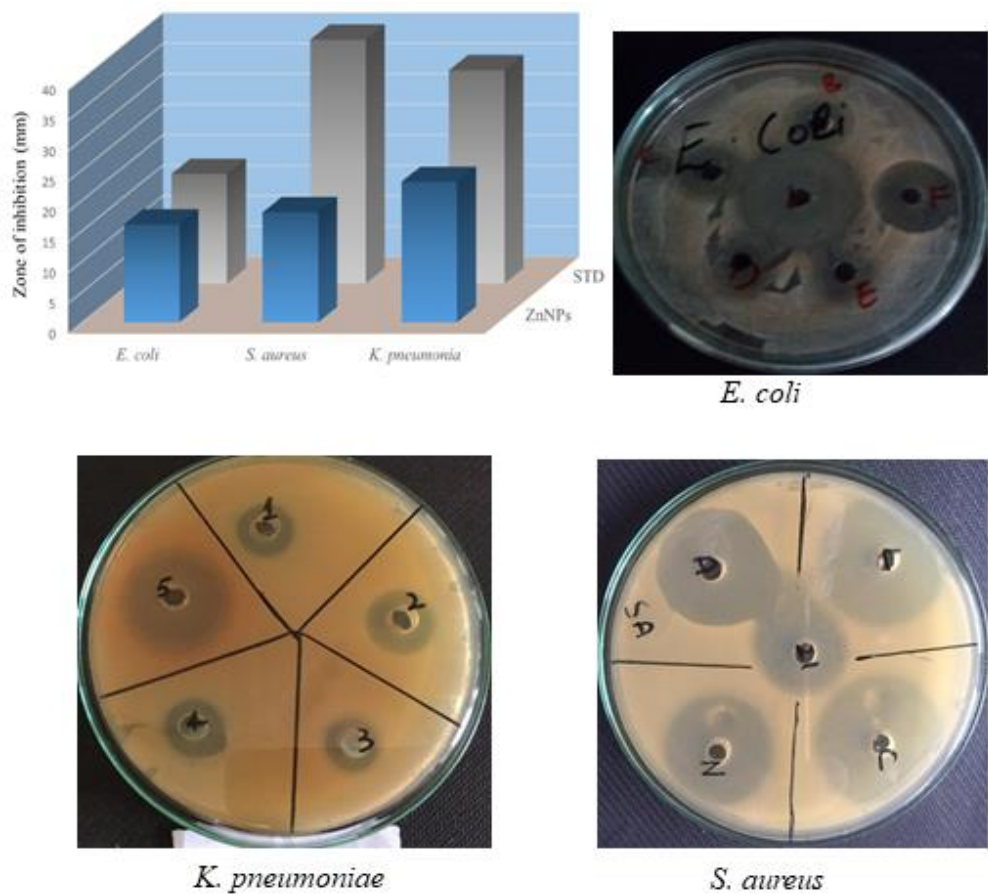 Zone of inhibition (mm)
40
35
30
25
20
15
10
5
0
E. coli
S. aureus
K. pneumonia
STD
ZnNPs
B
E. Coli
F
D
E
E. coli
1
2
3
4
5
K. pneumoniae
SA
N
C
S. aureus